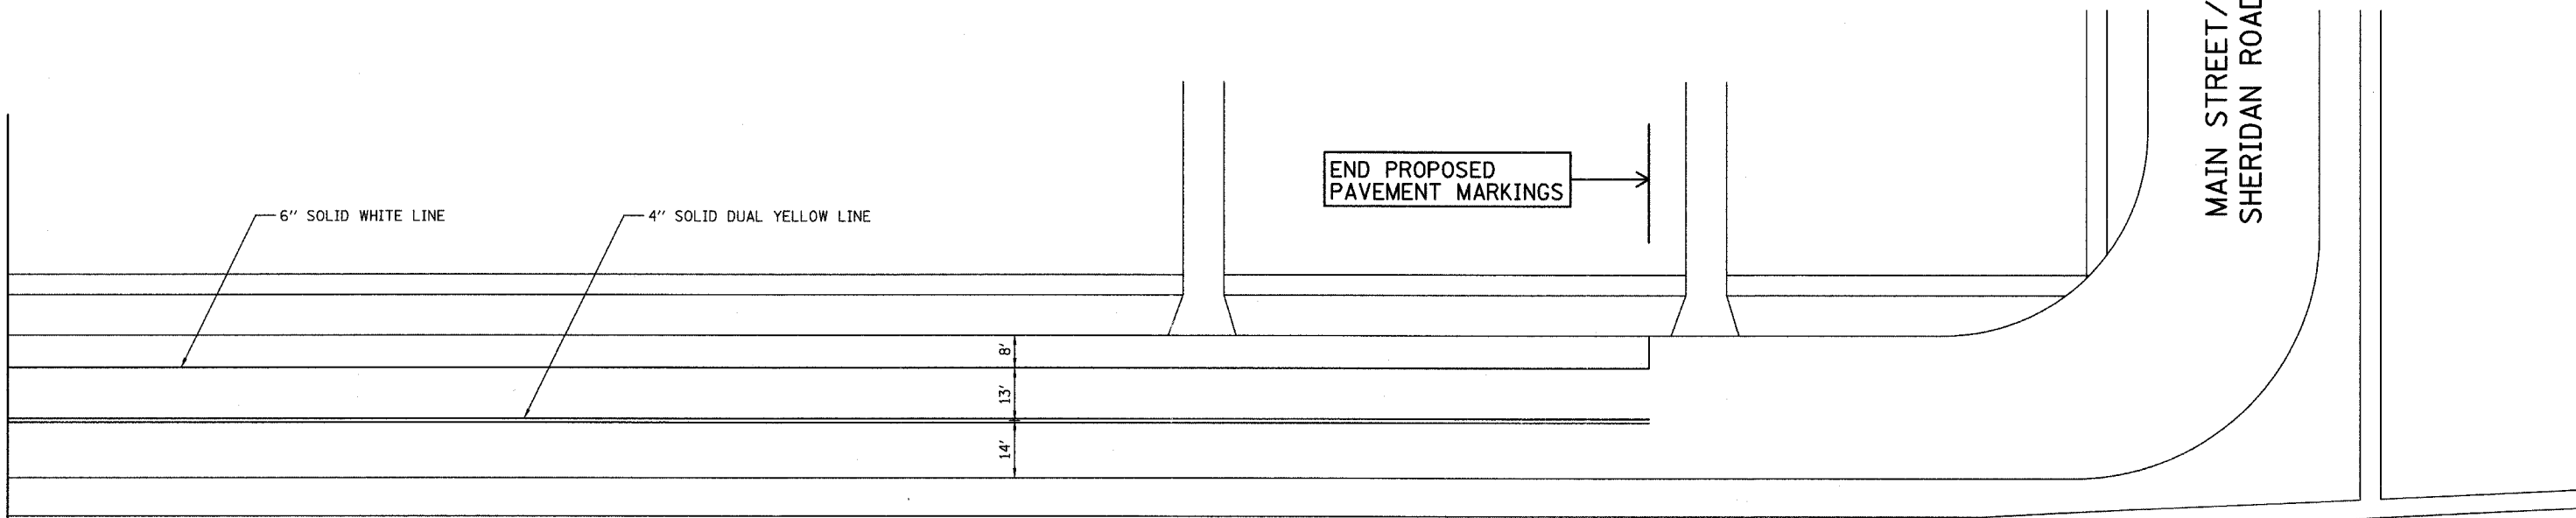 MAIN STREET/
SHERIDAN ROAD
END PROPOSED
PAVEMENT MARKINGS
6" SOLID WHITE LINE
4" SOLID DUAL YELLOW LINE
8'
13'
14'